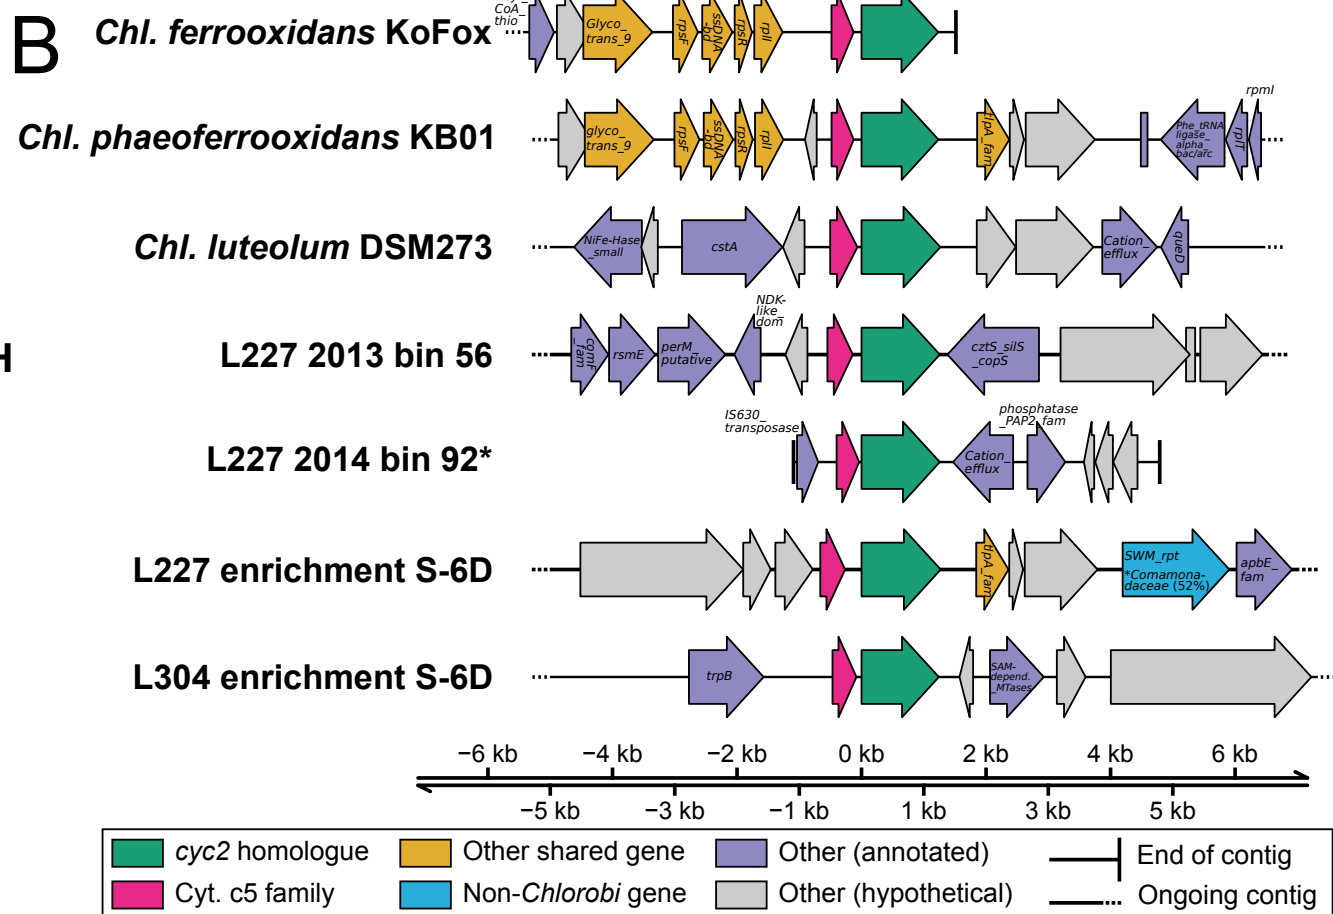 B
CoA_
thio
Chl. ferrooxidans KoFox
Glyco_
trans_9
rpsF
ssDNA
-bd
rpsR
rplI
Chl. phaeoferrooxidans KB01
glyco_
trans_9
rpsF
ssDNA
-bd
rpsR
rplI
tlpA_fam
Phe_tRNA
ligase_
alpha_
bac/arc
rplT
rpmI
Chl. luteolum DSM273
NiFe-Hase
_small
cstA
Cation_
efflux
queD
H
L227 2013 bin 56
comF
_fam
rsmE
perM_
putative
NDK-
like_
dom
cztS_silS
_copS
L227 2014 bin 92*
IS630_
transposase
Cation_
efflux
phosphatase
_PAP2_fam
L227 enrichment S-6D
tlpA_fam
SWM_rpt
*Comamona-
daceae (52%)
apbE_
fam
L304 enrichment S-6D
trpB
SAM-
depend.
_MTases
−6 kb −4 kb −2 kb 0 kb 2 kb 4 kb 6 kb
−5 kb −3 kb −1 kb 1 kb 3 kb 5 kb
cyc2 homologue Other shared gene Other (annotated) End of contig
Cyt. c5 family Non-Chlorobi gene Other (hypothetical) Ongoing contig